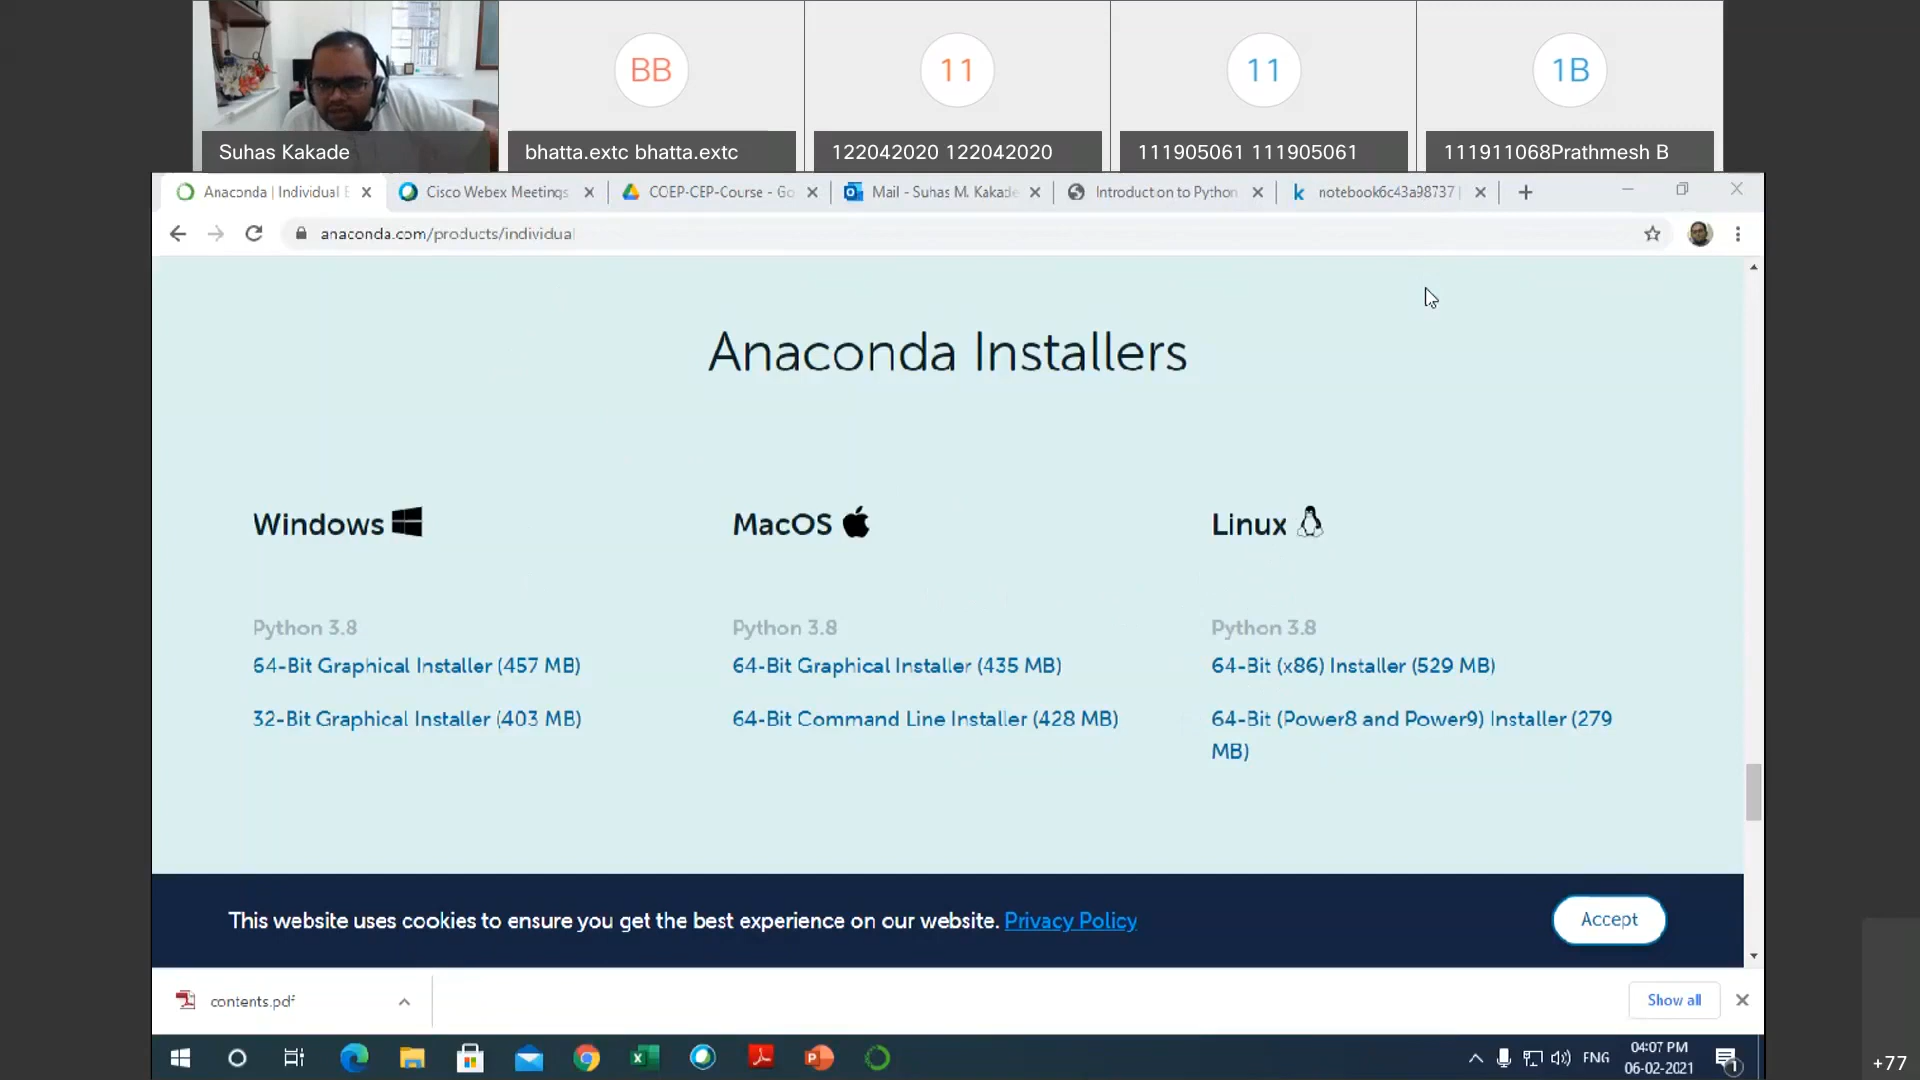 BB
11
11
1B
Suhas Kakade
bhatta.extc bhatta.extc
122042020 122042020
111905061 111905061
111911068Prathmesh B
Anaconda | Individual E
Cisco Webex Meetings
COEP-CEP-Course - Go
Mail - Suhas M. Kakade
Introduction to Python
notebook6c43a98737 |
anaconda.com/products/individual
Anaconda Installers
Windows
MacOS
Linux
Python 3.8
Python 3.8
Python 3.8
64-Bit Graphical Installer (457 MB)
64-Bit Graphical Installer (435 MB)
64-Bit (x86) Installer (529 MB)
32-Bit Graphical Installer (403 MB)
64-Bit Command Line Installer (428 MB)
64-Bit (Power8 and Power9) Installer (279
MB)
This website uses cookies to ensure you get the best experience on our website. Privacy Policy
Accept
contents.pdf
Show all
ENG
04:07 PM
06-02-2021
1
+77